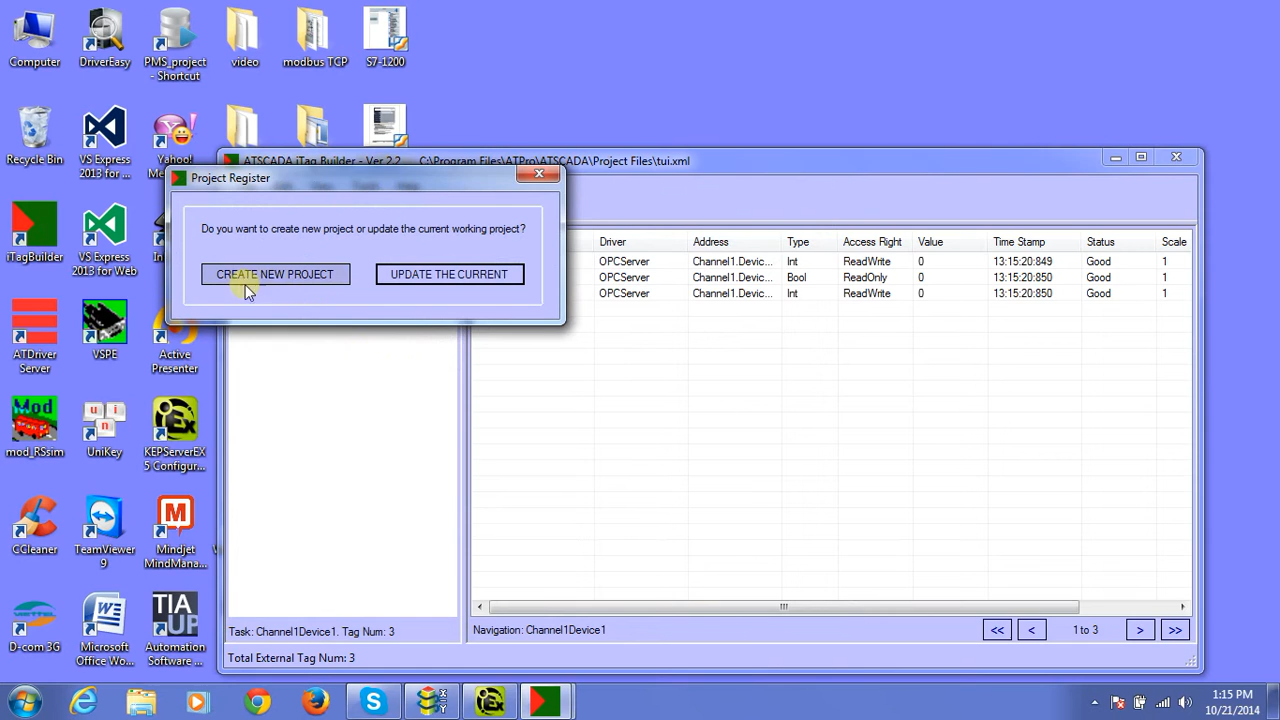 Computer
DriverEasy
PMS_project
- Shortcut
video
modbus TCP
S7-1200
Recycle Bin
VS Express
2013 for ...
Yahoo!
ATSCADA iTag Builder - Ver 2.2    C:\Program Files\ATPro\ATSCADA\Project Files\tui.xml
Project Register
Do you want to create new project or update the current working project?
CREATE NEW PROJECT
UPDATE THE CURRENT
Driver Address Type Access Right Value Time Stamp Status Scale
OPCServer Channel1.Devic... Int ReadWrite 0 13:15:20:849 Good 1
OPCServer Channel1.Devic... Bool ReadOnly 0 13:15:20:850 Good 1
OPCServer Channel1.Devic... Int ReadWrite 0 13:15:20:850 Good 1
iTagBuilder
VS Express
2013 for Web
ATDriver
Server
VSPE
Active
Presenter
Mod
mod_RSsim
u i
n
UniKey
Ex
KEPServerEX
5 Configur...
CCleaner
TeamViewer
9
Mindjet
MindMana...
D-com 3G
Microsoft
Office Wo...
TIA
UP
Automation
Software ...
Task: Channel1Device1. Tag Num: 3
Navigation: Channel1Device1
<<
<
1 to 3
>
>>
Total External Tag Num: 3
1:15 PM
10/21/2014